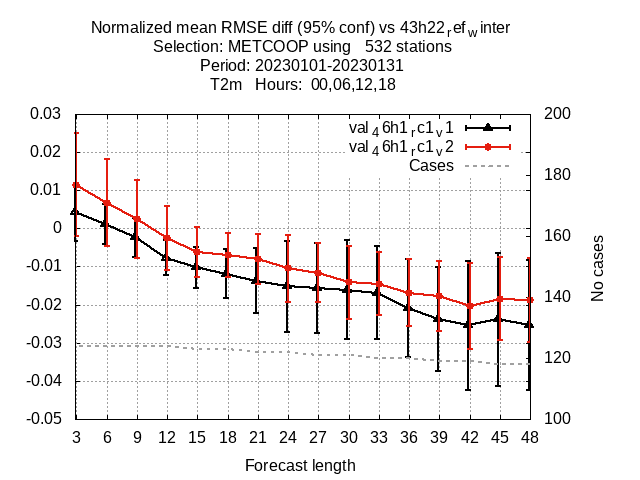 Normalized mean RMSE diff (95% conf) vs 43h22refwinter
Selection: METCOOP using 532 stations
Period: 20230101-20230131
T2m Hours: 00,06,12,18
0.03 200
val46h1rc1v1
val46h1rc1v2
Cases
0.02
180
0.01
0 160
-0.01
No cases
-0.02 140
-0.03
120
-0.04
-0.05 100
3 6 9 12 15 18 21 24 27 30 33 36 39 42 45 48
Forecast length